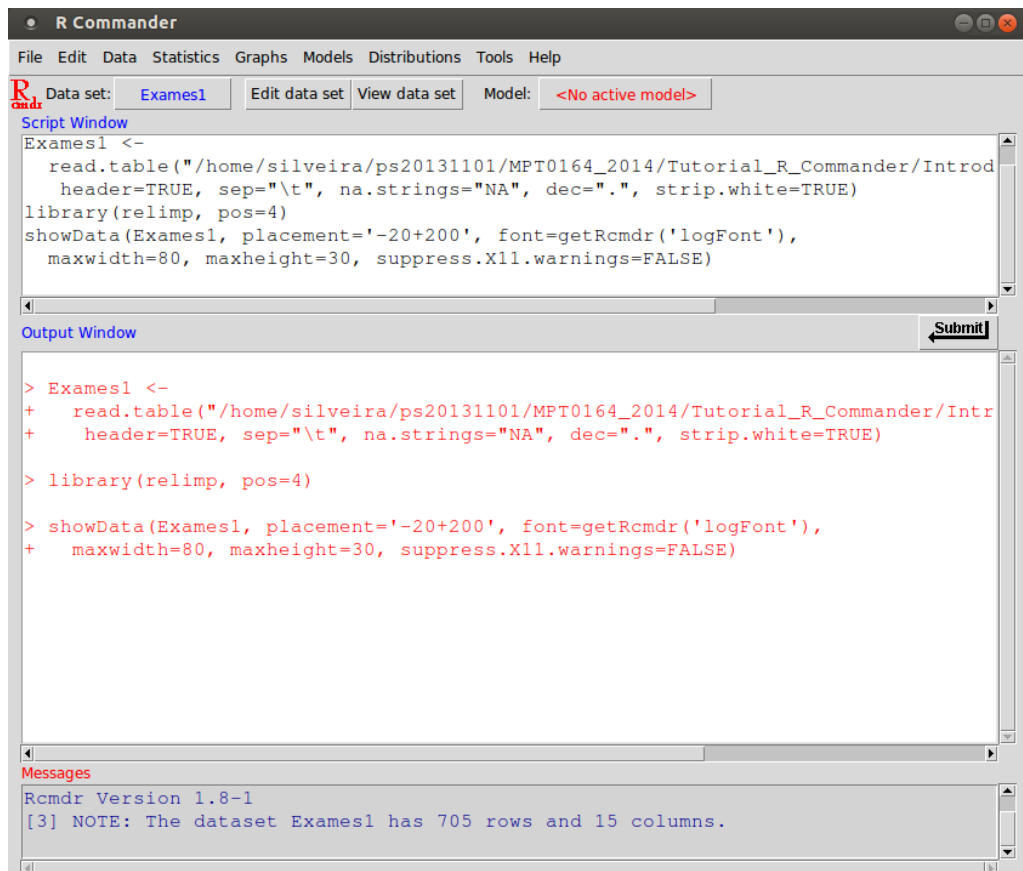 R Commander
File Edit Data Statistics Graphs Models Distributions Tools Help
R cmdr Data set: Exames1 Edit data set View data set Model: <No active model>
Script Window
Exames1 <-
  read.table("/home/silveira/ps20131101/MPT0164_2014/Tutorial_R_Commander/Introd
   header=TRUE, sep="\t", na.strings="NA", dec=".", strip.white=TRUE)
library(relimp, pos=4)
showData(Exames1, placement='-20+200', font=getRcmdr('logFont'),
  maxwidth=80, maxheight=30, suppress.X11.warnings=FALSE)
Output Window
Submit
> Exames1 <-
+   read.table("/home/silveira/ps20131101/MPT0164_2014/Tutorial_R_Commander/Intr
+    header=TRUE, sep="\t", na.strings="NA", dec=".", strip.white=TRUE)
> library(relimp, pos=4)
> showData(Exames1, placement='-20+200', font=getRcmdr('logFont'),
+   maxwidth=80, maxheight=30, suppress.X11.warnings=FALSE)
Messages
Rcmdr Version 1.8-1
[3] NOTE: The dataset Exames1 has 705 rows and 15 columns.